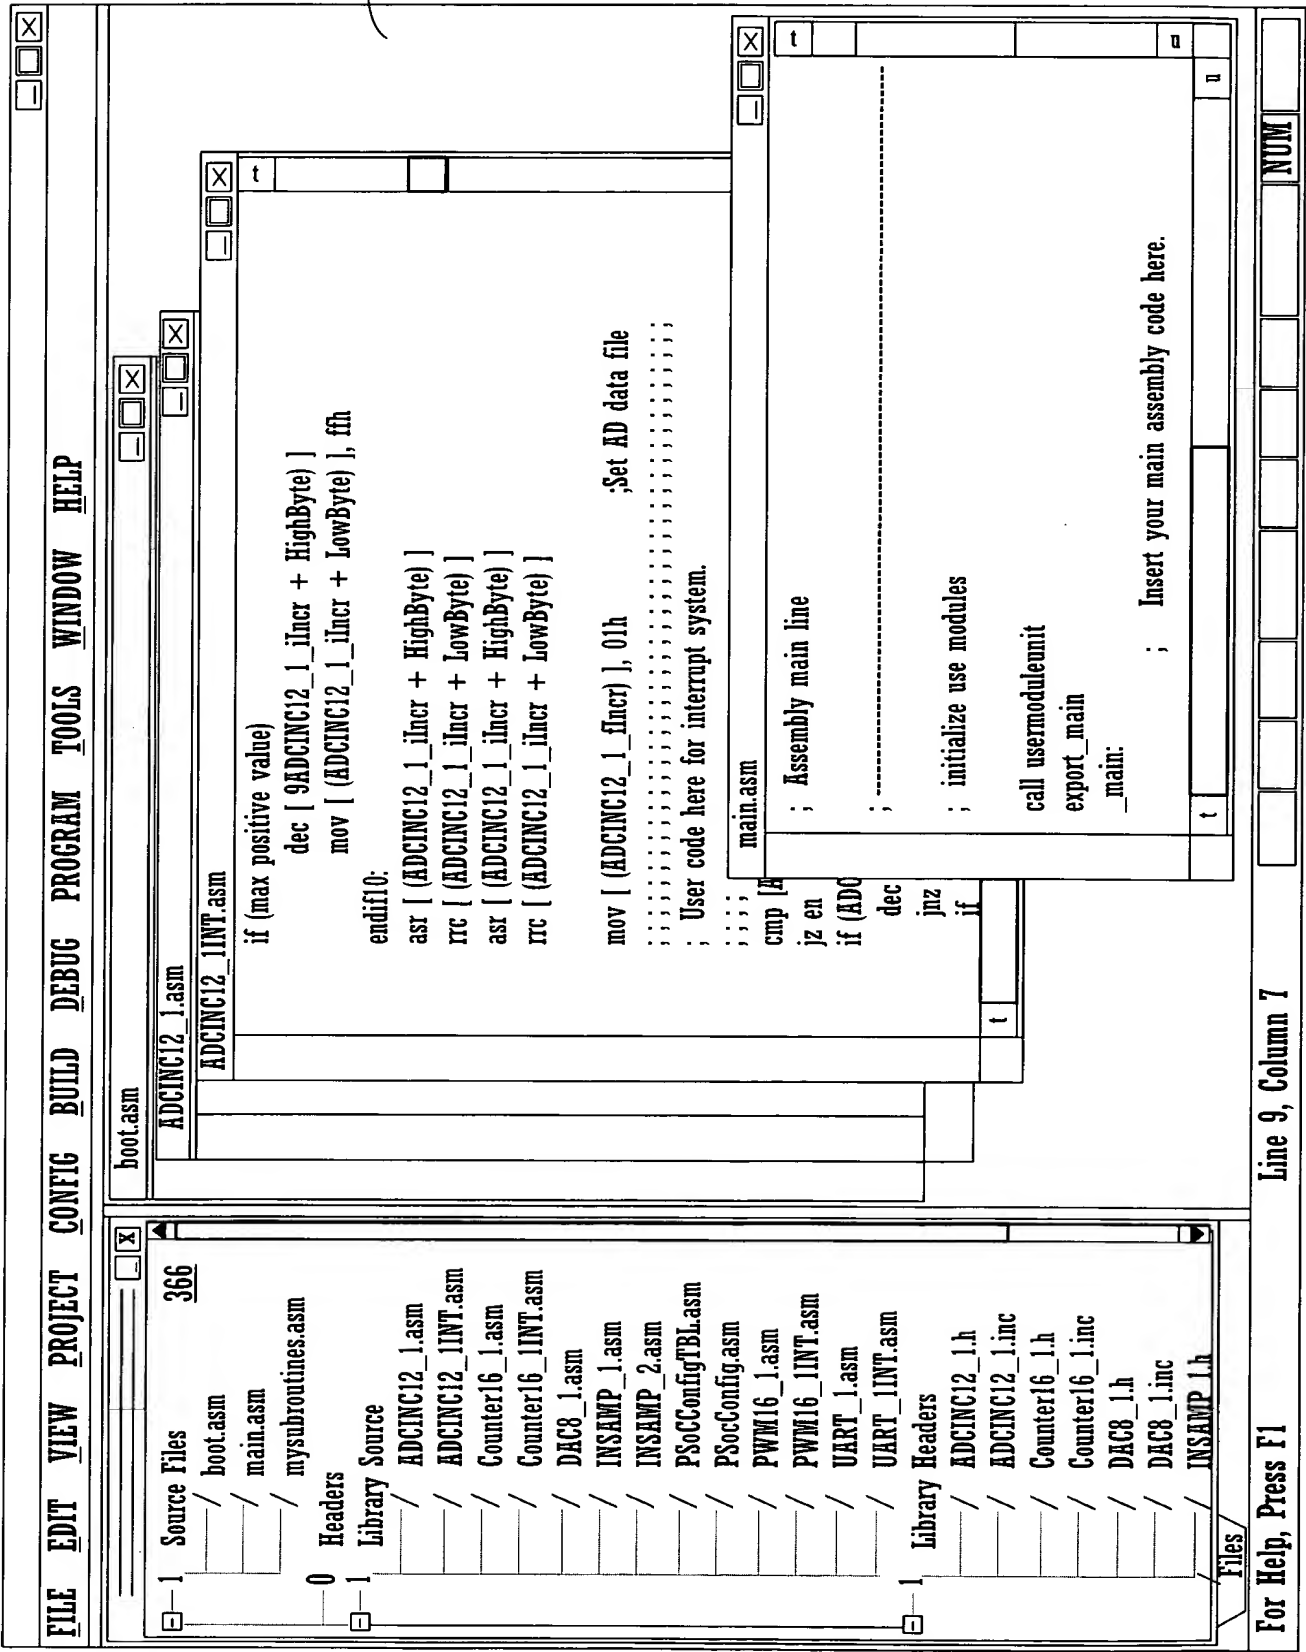 FILE EDIT VIEW PROJECT CONFIG BUILD DEBUG PROGRAM TOOLS WINDOW HELP
366
1 Source Files
boot.asm
main.asm
mysubroutines.asm
0 Headers
1 Library Source
ADCINC12_1.asm
ADCINC12_1INT.asm
Counter16_1.asm
Counter16_1INT.asm
DAC8_1.asm
INSAMP_1.asm
INSAMP_2.asm
PSoCConfigTBL.asm
PSocConfig.asm
PWM16_1.asm
PWM16_1INT.asm
UART_1.asm
UART_1INT.asm
1 Library Headers
ADCINC12_1.h
ADCINC12_1.inc
Counter16_1.h
Counter16_1.inc
DAC8_1.h
DAC8_1.inc
INSAMP_1.h
Files
boot.asm
ADCINC12_1.asm
ADCINC12_1INT.asm
if (max positive value)
dec [ 9ADCINC12_1_iIncr + HighByte) ]
mov [ (ADCINC12_1_iIncr + LowByte) ], ffh
endif10:
asr [ (ADCINC12_1_iIncr + HighByte) ]
rrc [ (ADCINC12_1_iIncr + LowByte) ]
asr [ (ADCINC12_1_iIncr + HighByte) ]
rrc [ (ADCINC12_1_iIncr + LowByte) ]
mov [ (ADCINC12_1_fIncr) ], 01h ;Set AD data file
;;;;;;;;;;;;;;;;;;;;;;;;;;;;;;;;;;;;;;;;;;;;;;;;
; User code here for interrupt system.
;;;;
cmp [A
jz en
if (ADC
dec
jnz
if
t
t
main.asm
; Assembly main line
;------------------------------------------------------------
; initialize use modules
call usermoduleunit
export_main
_main:
; Insert your main assembly code here.
t
u
t
u
For Help, Press F1
Line 9, Column 7
NUM